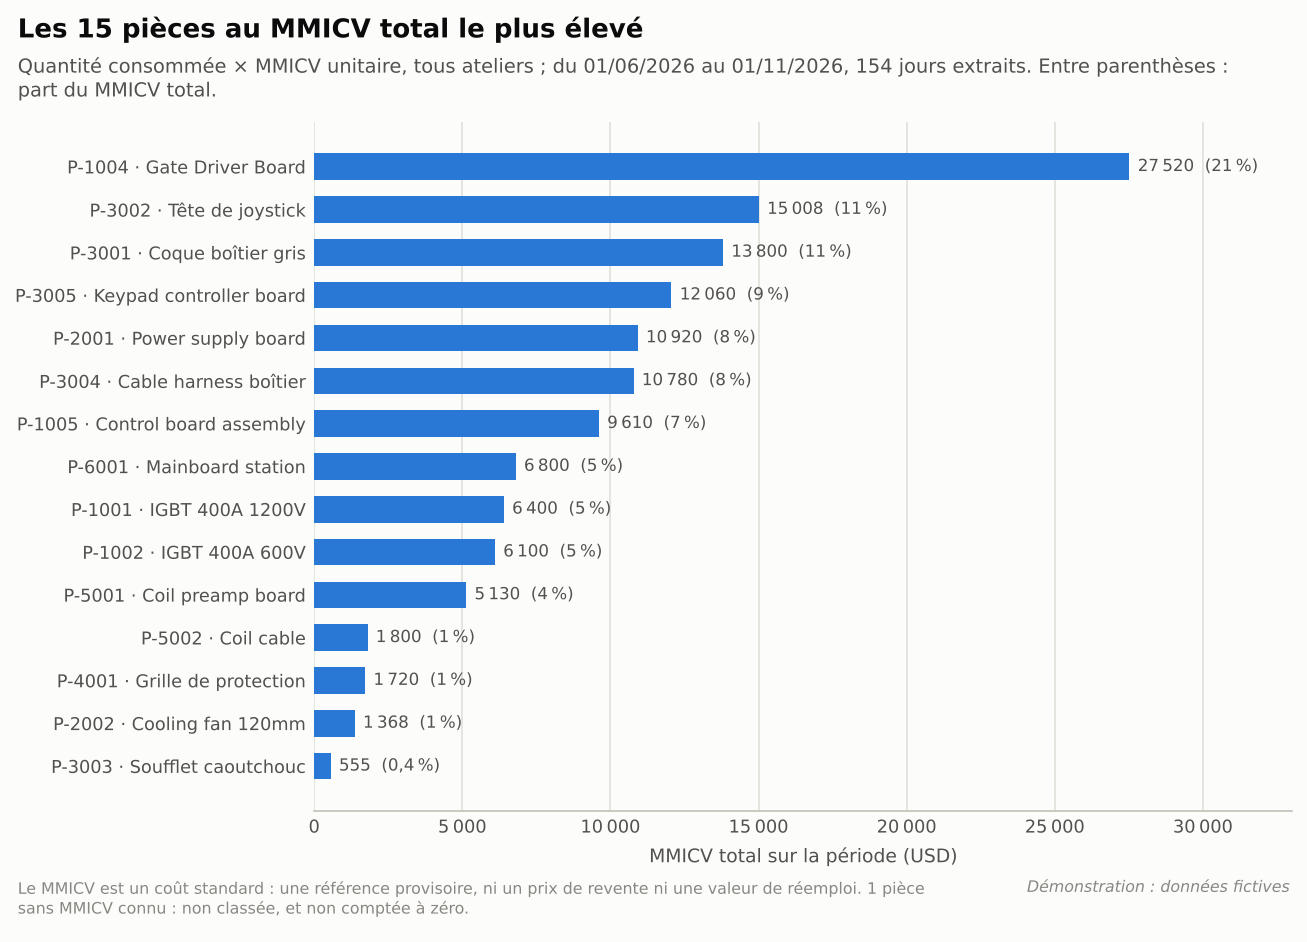 Les 15 pièces au MMICV total le plus élevé
Quantité consommée × MMICV unitaire, tous ateliers ; du 01/06/2026 au 01/11/2026, 154 jours extraits. Entre parenthèses :
part du MMICV total.
P-1004 · Gate Driver Board 27 520 (21 %)
P-3002 · Tête de joystick 15 008 (11 %)
P-3001 · Coque boîtier gris 13 800 (11 %)
P-3005 · Keypad controller board 12 060 (9 %)
P-2001 · Power supply board 10 920 (8 %)
P-3004 · Cable harness boîtier 10 780 (8 %)
P-1005 · Control board assembly 9 610 (7 %)
P-6001 · Mainboard station 6 800 (5 %)
P-1001 · IGBT 400A 1200V 6 400 (5 %)
P-1002 · IGBT 400A 600V 6 100 (5 %)
P-5001 · Coil preamp board 5 130 (4 %)
P-5002 · Coil cable 1 800 (1 %)
P-4001 · Grille de protection 1 720 (1 %)
P-2002 · Cooling fan 120mm 1 368 (1 %)
P-3003 · Soufflet caoutchouc 555 (0,4 %)
0 5 000 10 000 15 000 20 000 25 000 30 000
MMICV total sur la période (USD)
Le MMICV est un coût standard : une référence provisoire, ni un prix de revente ni une valeur de réemploi. 1 pièce
sans MMICV connu : non classée, et non comptée à zéro.
Démonstration : données fictives